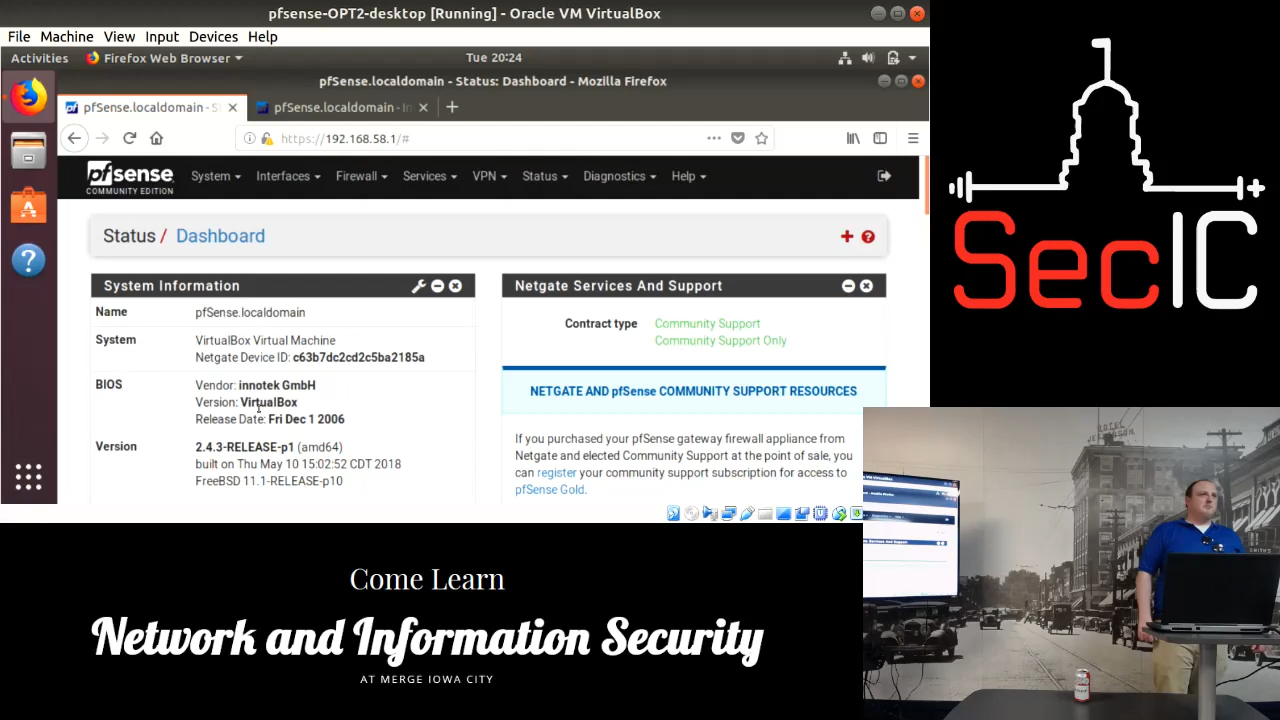 pfsense-OPT2-desktop [Running] - Oracle VM VirtualBox
File Machine View Input Devices Help
Activities Firefox Web Browser Tue 20:24
pfSense.localdomain - Status: Dashboard - Mozilla Firefox
pfSense.localdomain - S pfSense.localdomain - In
https://192.168.58.1/#
pfsense
COMMUNITY EDITION
System Interfaces Firewall Services VPN Status Diagnostics Help
Status / Dashboard
System Information
Name pfSense.localdomain
System VirtualBox Virtual Machine
Netgate Device ID: c63b7dc2cd2c5ba2185a
BIOS Vendor: innotek GmbH
Version: VirtualBox
Release Date: Fri Dec 1 2006
Version 2.4.3-RELEASE-p1 (amd64)
built on Thu May 10 15:02:52 CDT 2018
FreeBSD 11.1-RELEASE-p10
Netgate Services And Support
Contract type Community Support
Community Support Only
NETGATE AND pfSense COMMUNITY SUPPORT RESOURCES
If you purchased your pfSense gateway firewall appliance from
Netgate and elected Community Support at the point of sale, you
can register your community support subscription for access to
pfSense Gold.
SecIC
HOTEL
JEFFERSON
Come Learn
Network and Information Security
AT MERGE IOWA CITY